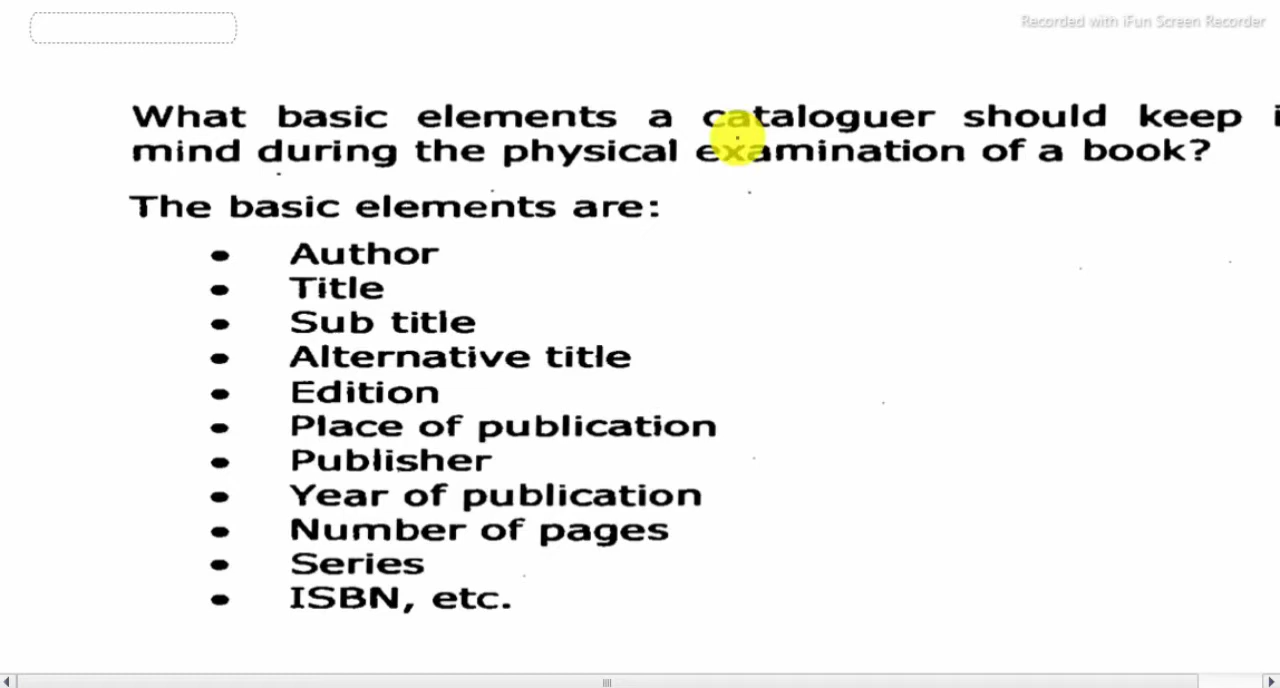 Recorded with iFun Screen Recorder
What basic elements a cataloguer should keep
mind during the physical examination of a book?
The basic elements are:
• Author
• Title
• Sub title
• Alternative title
• Edition
• Place of publication
• Publisher
• Year of publication
• Number of pages
• Series
• ISBN, etc.